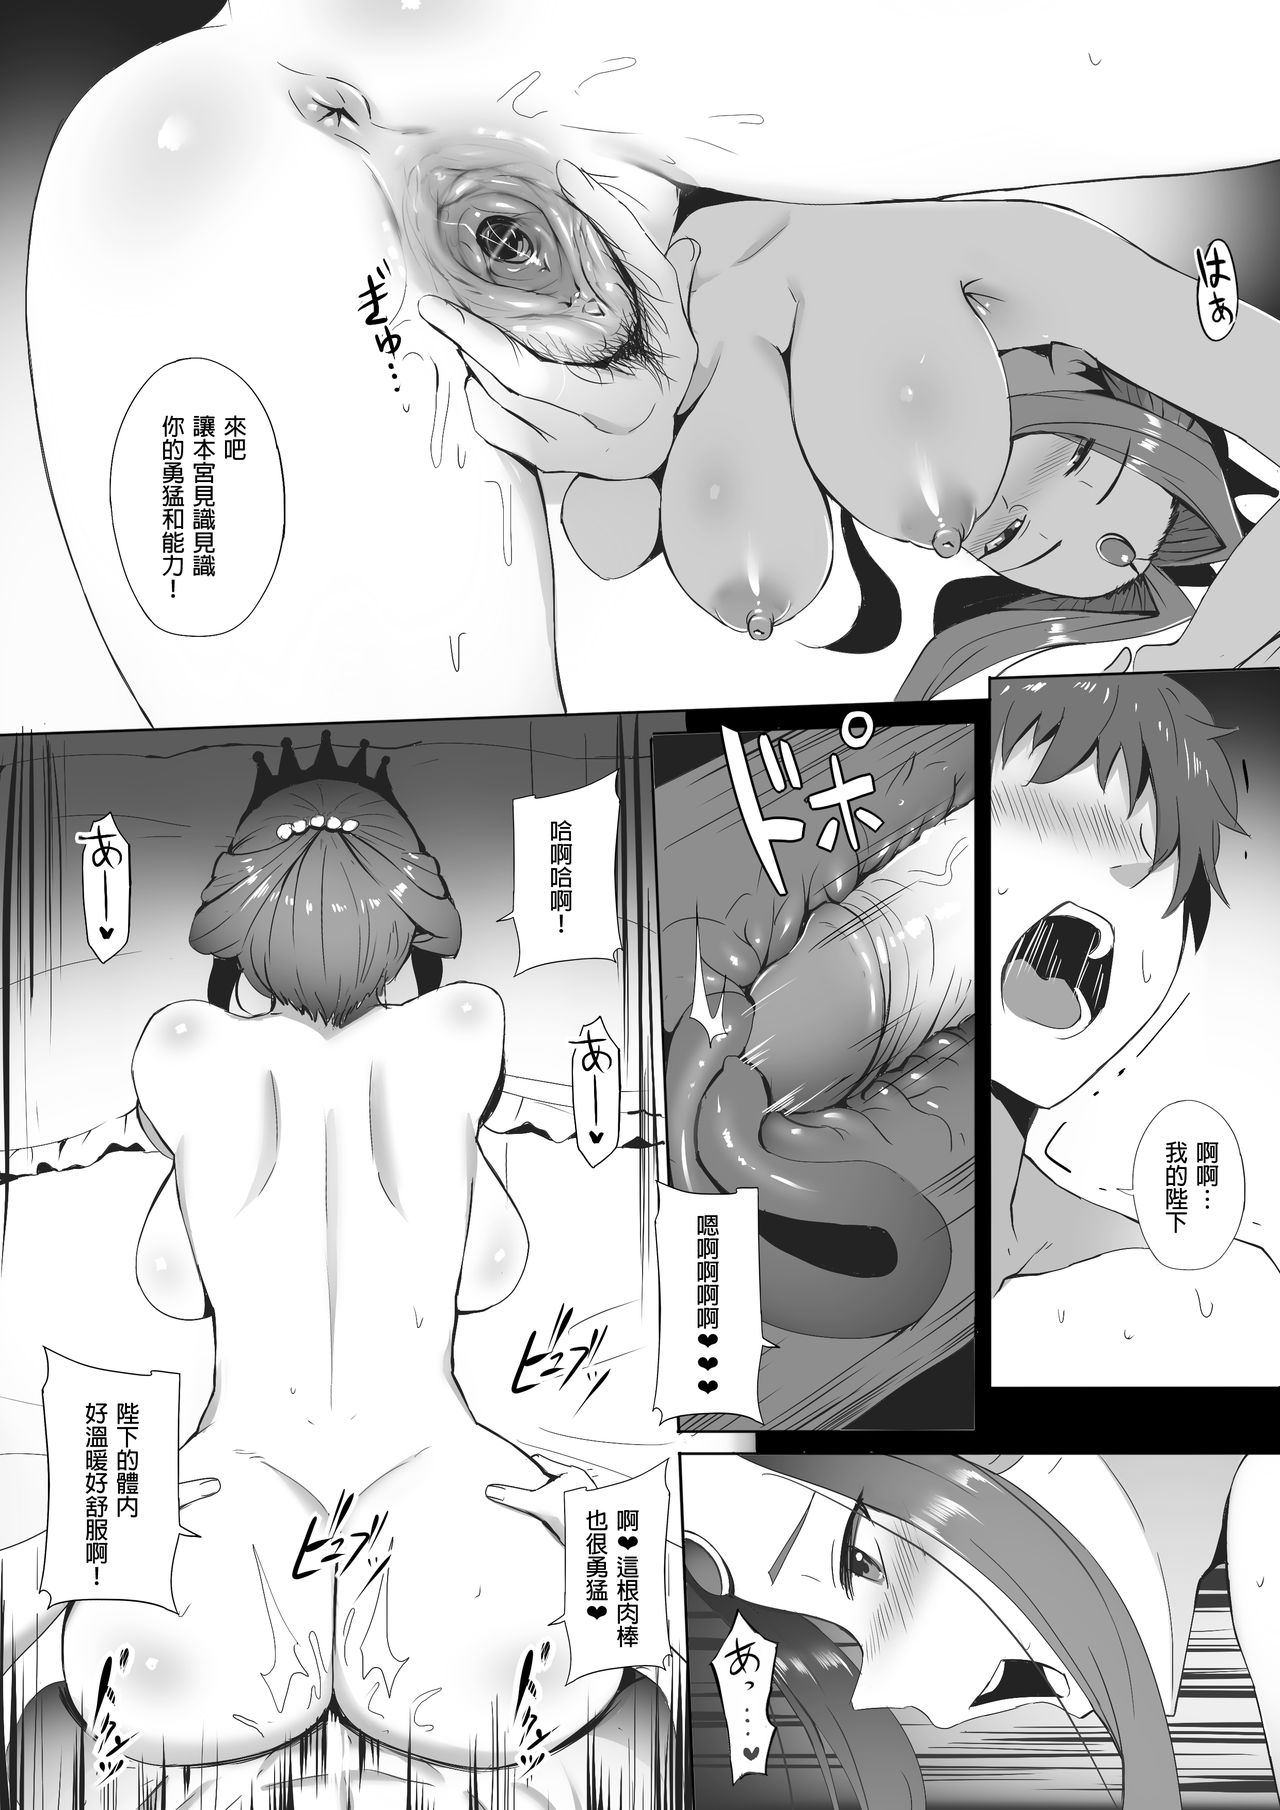 はぁ
ぎゅ…
來吧
讓本宮見識見識
你的勇猛和能力！
啊啊…
我的陛下
ドポ
嗯啊啊啊啊❤❤❤
哈啊哈啊！
あー❤
あー❤
ビュブッ
陛下的體內
好溫暖好舒服啊！
ビュブッ
啊❤這根肉棒
也很勇猛❤
あっ…❤